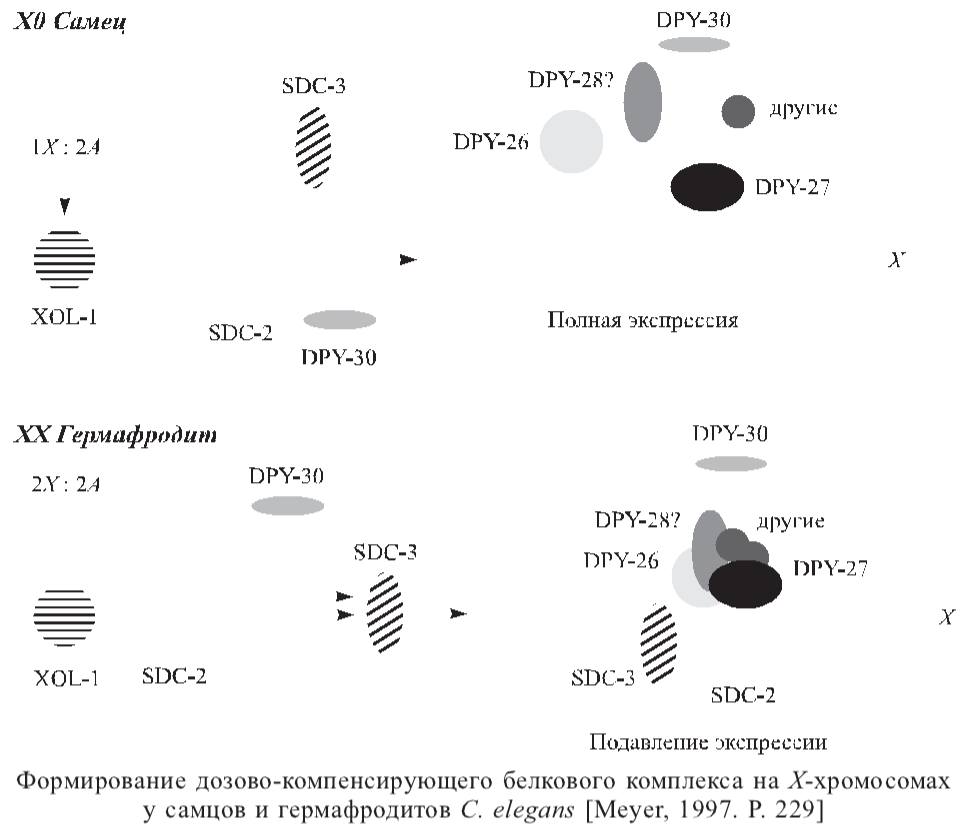 X0 Самец
DPY-30
SDC-3
DPY-28?
другие
1X : 2A
DPY-26
DPY-27
X
XOL-1
SDC-2
Полная экспрессия
DPY-30
XX Гермафродит
DPY-30
2Y : 2A
DPY-30
DPY-28?
другие
SDC-3
DPY-26
DPY-27
X
XOL-1
SDC-2
SDC-3
SDC-2
Подавление экспрессии
Формирование дозово-компенсирующего белкового комплекса на X-хромосомах
у самцов и гермафродитов C. elegans [Meyer, 1997. P. 229]